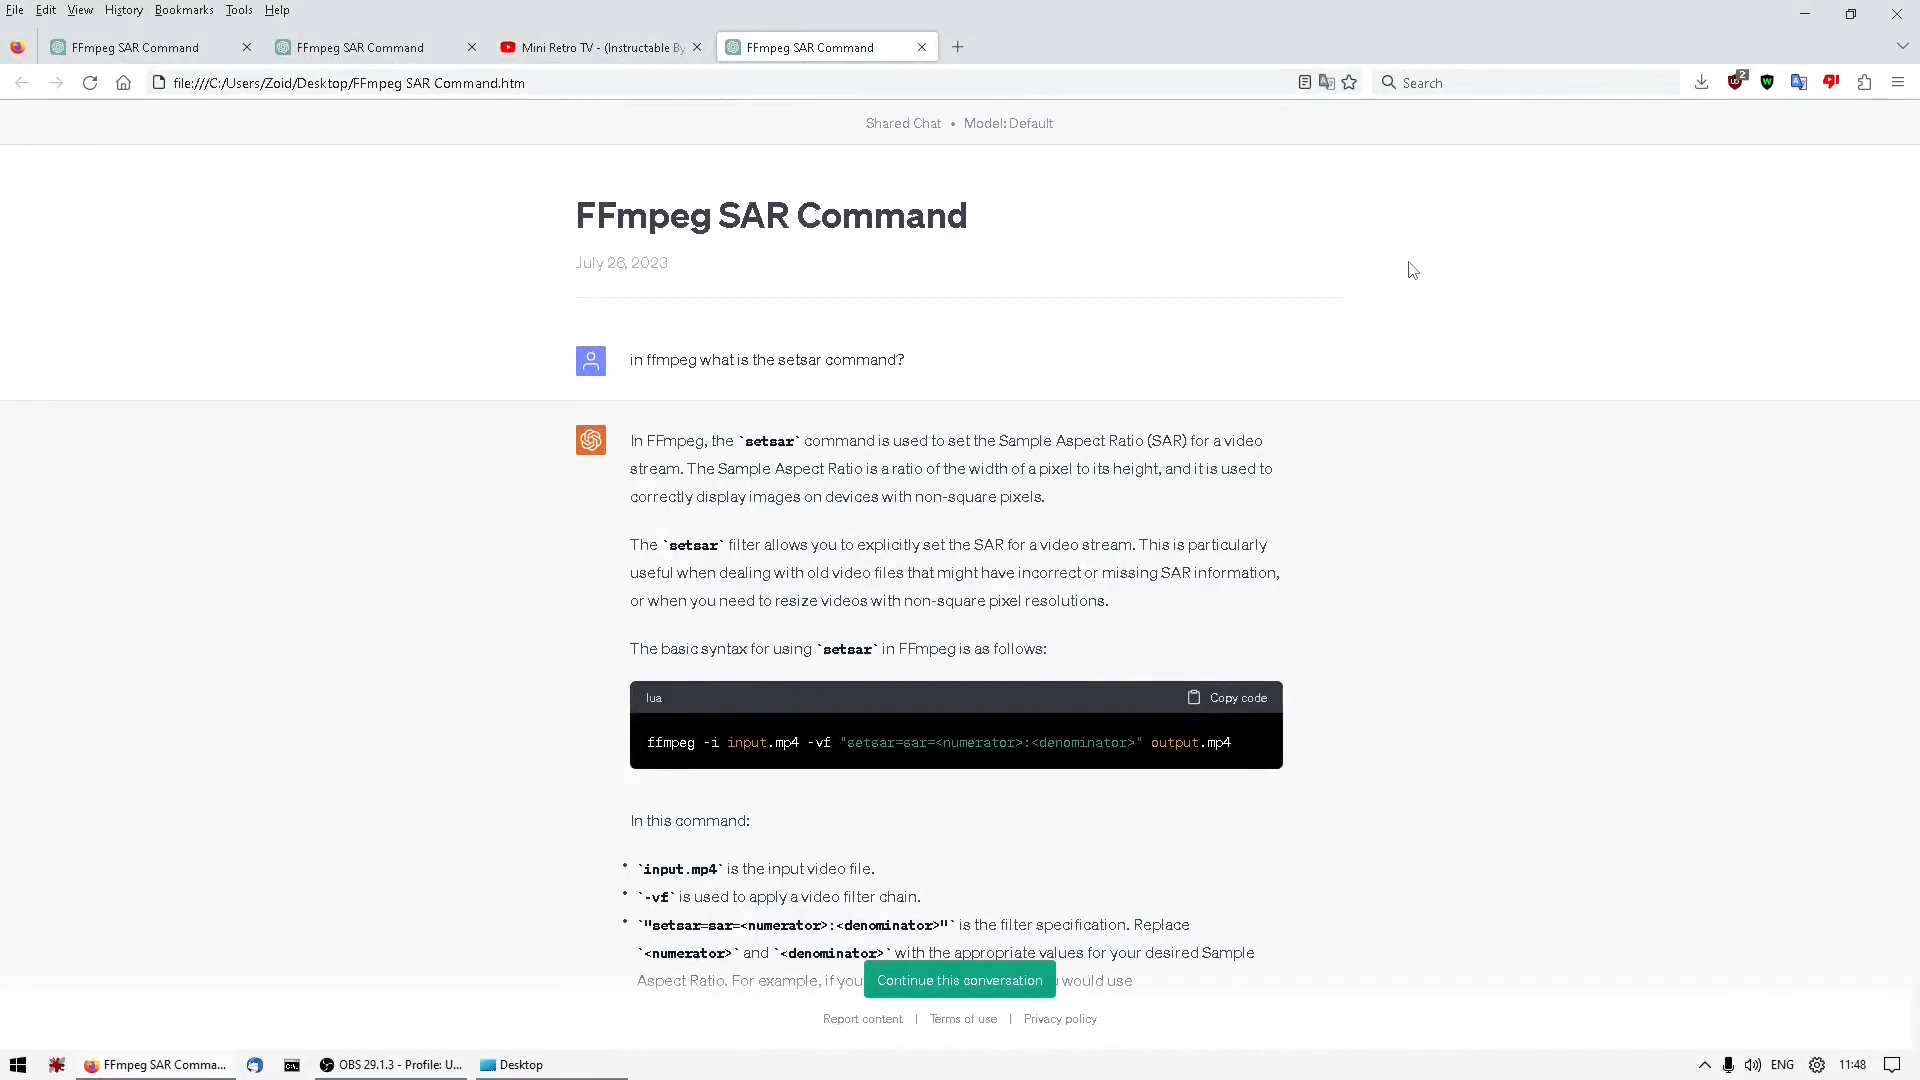 File Edit View History Bookmarks Tools Help
FFmpeg SAR Command FFmpeg SAR Command Mini Retro TV - (Instructable By FFmpeg SAR Command
file:///C:/Users/Zoid/Desktop/FFmpeg SAR Command.htm Search 2
Shared Chat • Model: Default
FFmpeg SAR Command
July 26, 2023
in ffmpeg what is the setsar command?
In FFmpeg, the `setsar` command is used to set the Sample Aspect Ratio (SAR) for a video
stream. The Sample Aspect Ratio is a ratio of the width of a pixel to its height, and it is used to
correctly display images on devices with non-square pixels.
The `setsar` filter allows you to explicitly set the SAR for a video stream. This is particularly
useful when dealing with old video files that might have incorrect or missing SAR information,
or when you need to resize videos with non-square pixel resolutions.
The basic syntax for using `setsar` in FFmpeg is as follows:
lua Copy code
ffmpeg -i input.mp4 -vf "setsar=sar=<numerator>:<denominator>" output.mp4
In this command:
• `input.mp4` is the input video file.
• `-vf` is used to apply a video filter chain.
• `"setsar=sar=<numerator>:<denominator>"` is the filter specification. Replace
`<numerator>` and `<denominator>` with the appropriate values for your desired Sample
Aspect Ratio. For example, if you would use
Continue this conversation
Report content | Terms of use | Privacy policy
FFmpeg SAR Comma... OBS 29.1.3 - Profile: U... Desktop ENG 11:48